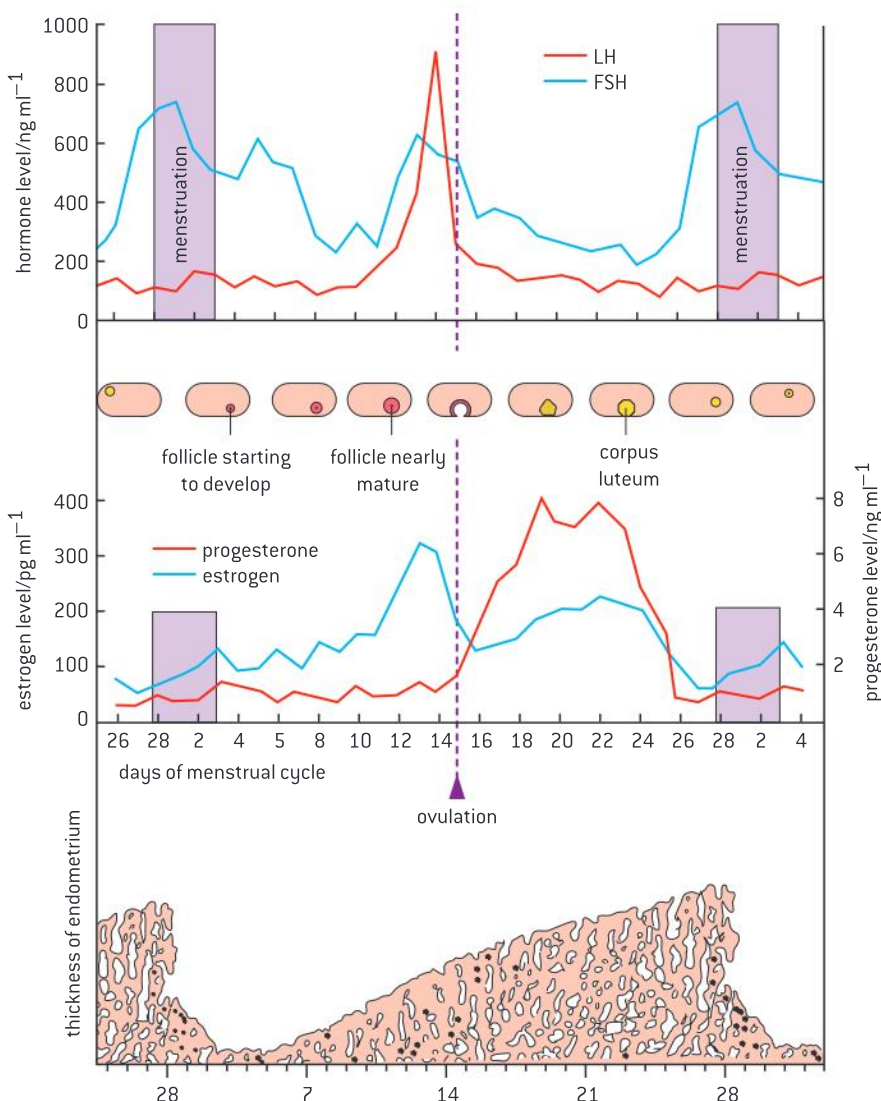 1000
800
600
400
200
0
hormone level/ng ml⁻¹
menstruation
menstruation
LH
FSH
follicle starting
to develop
follicle nearly
mature
corpus
luteum
400
300
200
100
0
estrogen level/pg ml⁻¹
progesterone
estrogen
8
6
4
2
progesterone level/ng ml⁻¹
26 28 2 4 5 8 10 12 14 16 18 20 22 24 26 28 2 4
days of menstrual cycle
ovulation
thickness of endometrium
28 7 14 21 28